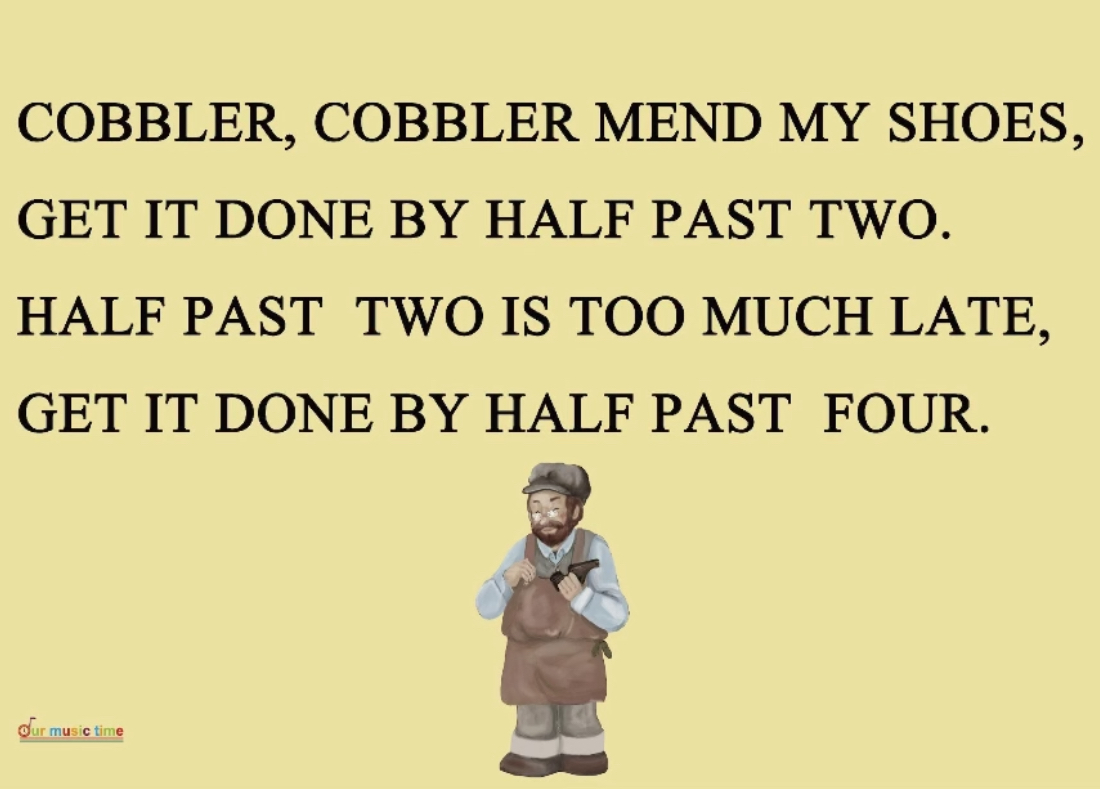 COBBLER, COBBLER MEND MY SHOES,
GET IT DONE BY HALF PAST TWO.
HALF PAST TWO IS TOO MUCH LATE,
GET IT DONE BY HALF PAST FOUR.
Our music time